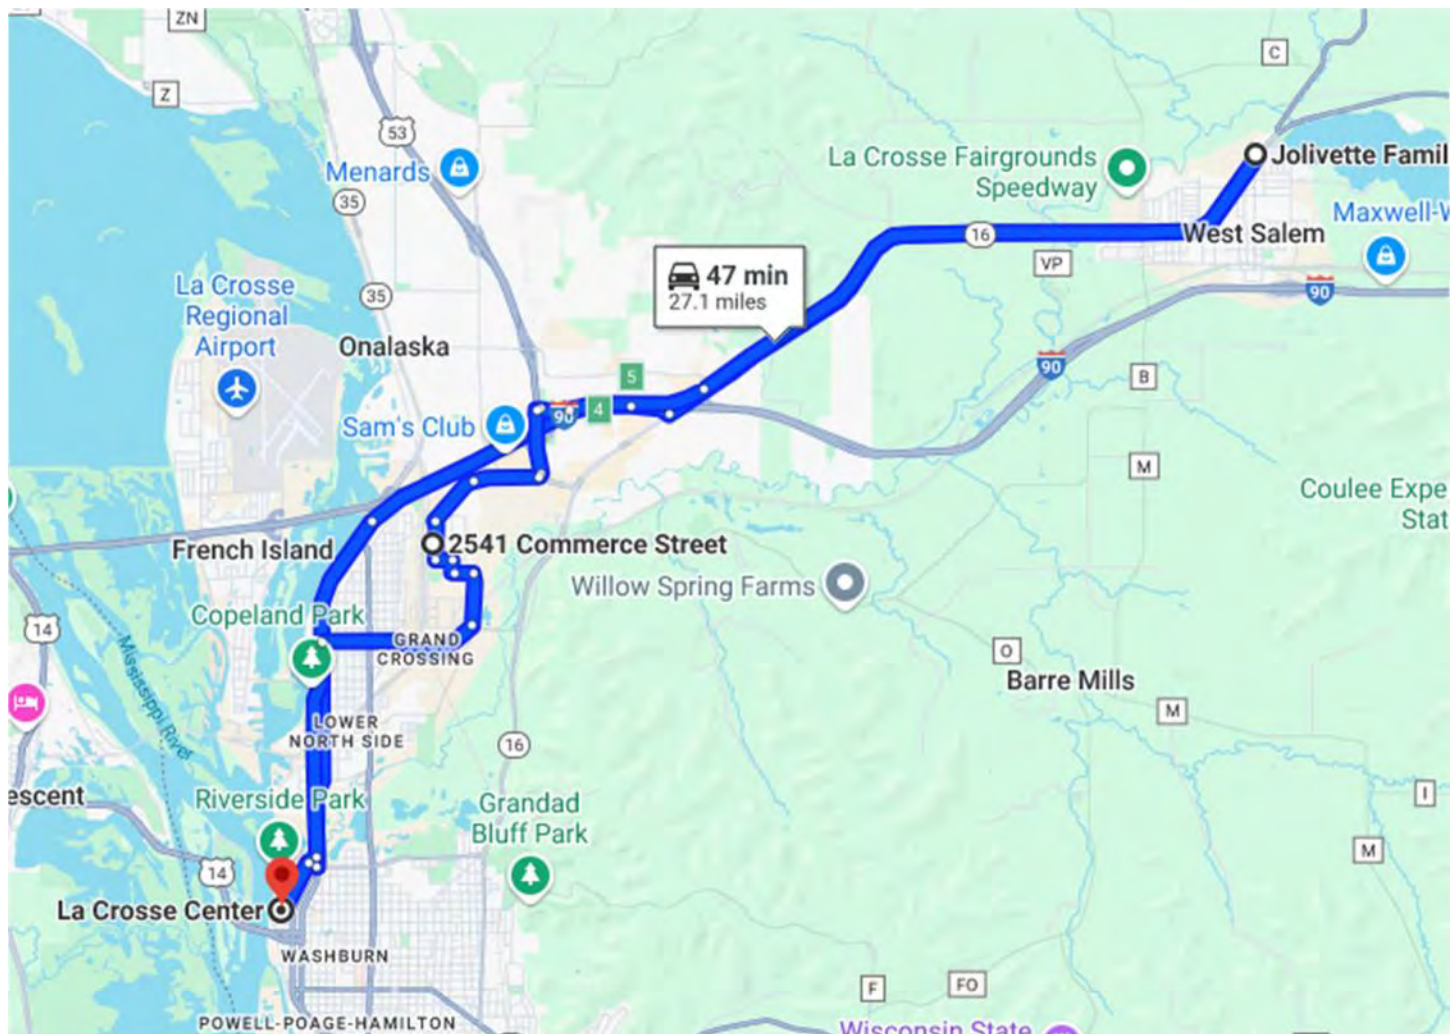 ZN
C
Z
53
Menards
La Crosse Fairgrounds
Speedway
Jolivette Famil
35
Maxwell-W
16
West Salem
VP
47 min
27.1 miles
La Crosse
Regional
Airport
35
90
Onalaska
90
5
B
90
4
Sam's Club
M
Coulee Expe
Stat
French Island
2541 Commerce Street
Willow Spring Farms
Copeland Park
14
GRAND
CROSSING
O
Mississippi River
Barre Mills
M
LOWER
NORTH SIDE
16
escent
Riverside Park
Grandad
Bluff Park
I
M
14
La Crosse Center
WASHBURN
F
FO
POWELL-POAGE-HAMILTON
Wisconsin State